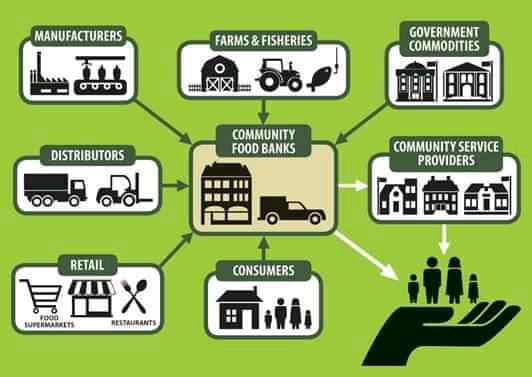 MANUFACTURERS
FARMS & FISHERIES
GOVERNMENT
COMMODITIES
DISTRIBUTORS
COMMUNITY
FOOD BANKS
COMMUNITY SERVICE
PROVIDERS
RETAIL
FOOD
SUPERMARKETS
RESTAURANTS
CONSUMERS